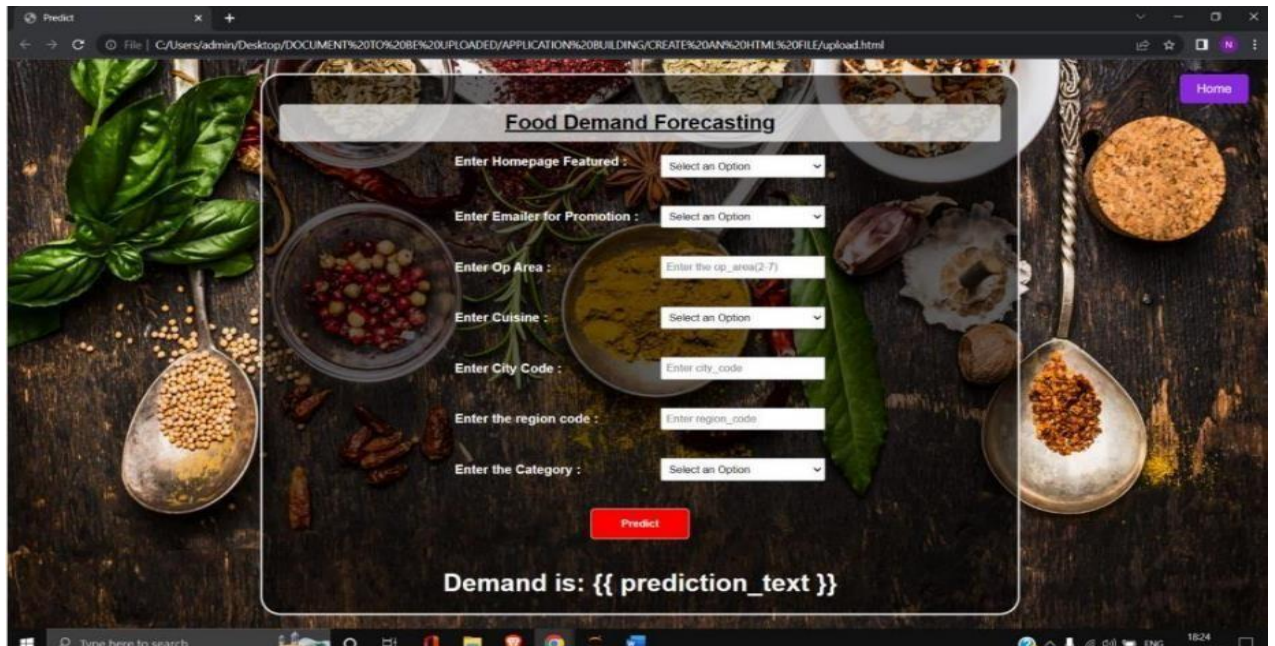 Predict
File | C:/Users/admin/Desktop/DOCUMENT%20TO%20BE%20UPLOADED/APPLICATION%20BUILDING/CREATE%20AN%20HTML%20FILE/upload.html
N
Home
Food Demand Forecasting
Enter Homepage Featured : Select an Option
Enter Emailer for Promotion : Select an Option
Enter Op Area : Enter the op_area(2-7)
Enter Cuisine : Select an Option
Enter City Code : Enter city_code
Enter the region code : Enter region_code
Enter the Category : Select an Option
Predict
Demand is: {{ prediction_text }}
Type here to search ENG 18:24